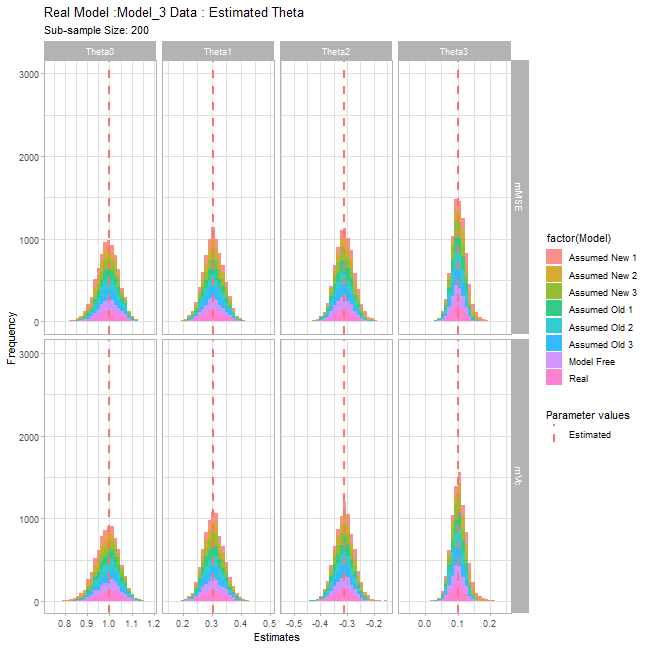 Real Model :Model_3 Data : Estimated Theta
Sub-sample Size: 200
Theta0 Theta1 Theta2 Theta3
3000
2000
1000
0
mMSE
3000
2000
1000
0
mVc
Frequency
0.8 0.9 1.0 1.1 1.2 0.2 0.3 0.4 0.5 -0.5 -0.4 -0.3 -0.2 0.0 0.1 0.2
Estimates
factor(Model)
Assumed New 1
Assumed New 2
Assumed New 3
Assumed Old 1
Assumed Old 2
Assumed Old 3
Model Free
Real
Parameter values
Estimated